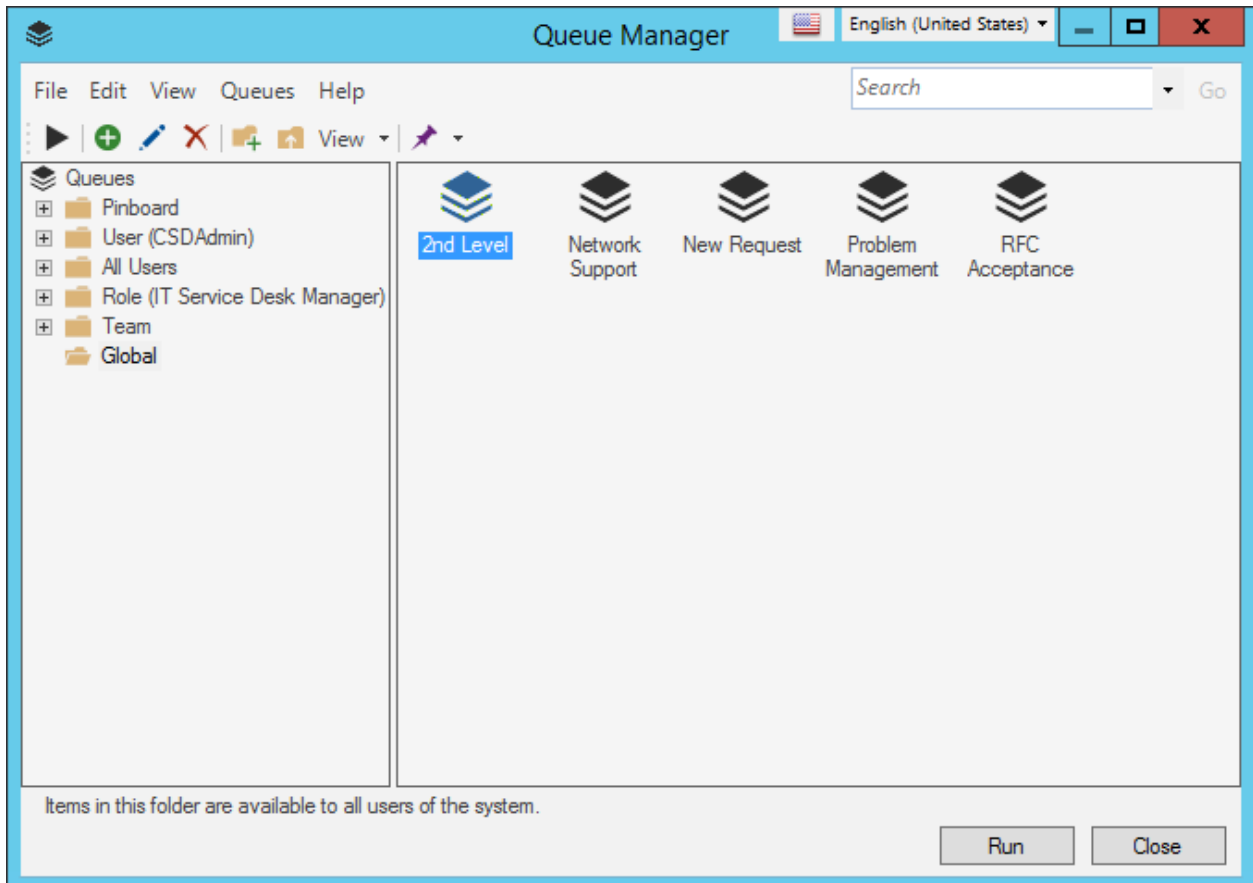 Queue Manager
English (United States)
File Edit View Queues Help
Search
Go
View
Queues
Pinboard
User (CSDAdmin)
All Users
Role (IT Service Desk Manager)
Team
Global
2nd Level
Network
Support
New Request
Problem
Management
RFC
Acceptance
Items in this folder are available to all users of the system.
Run
Close